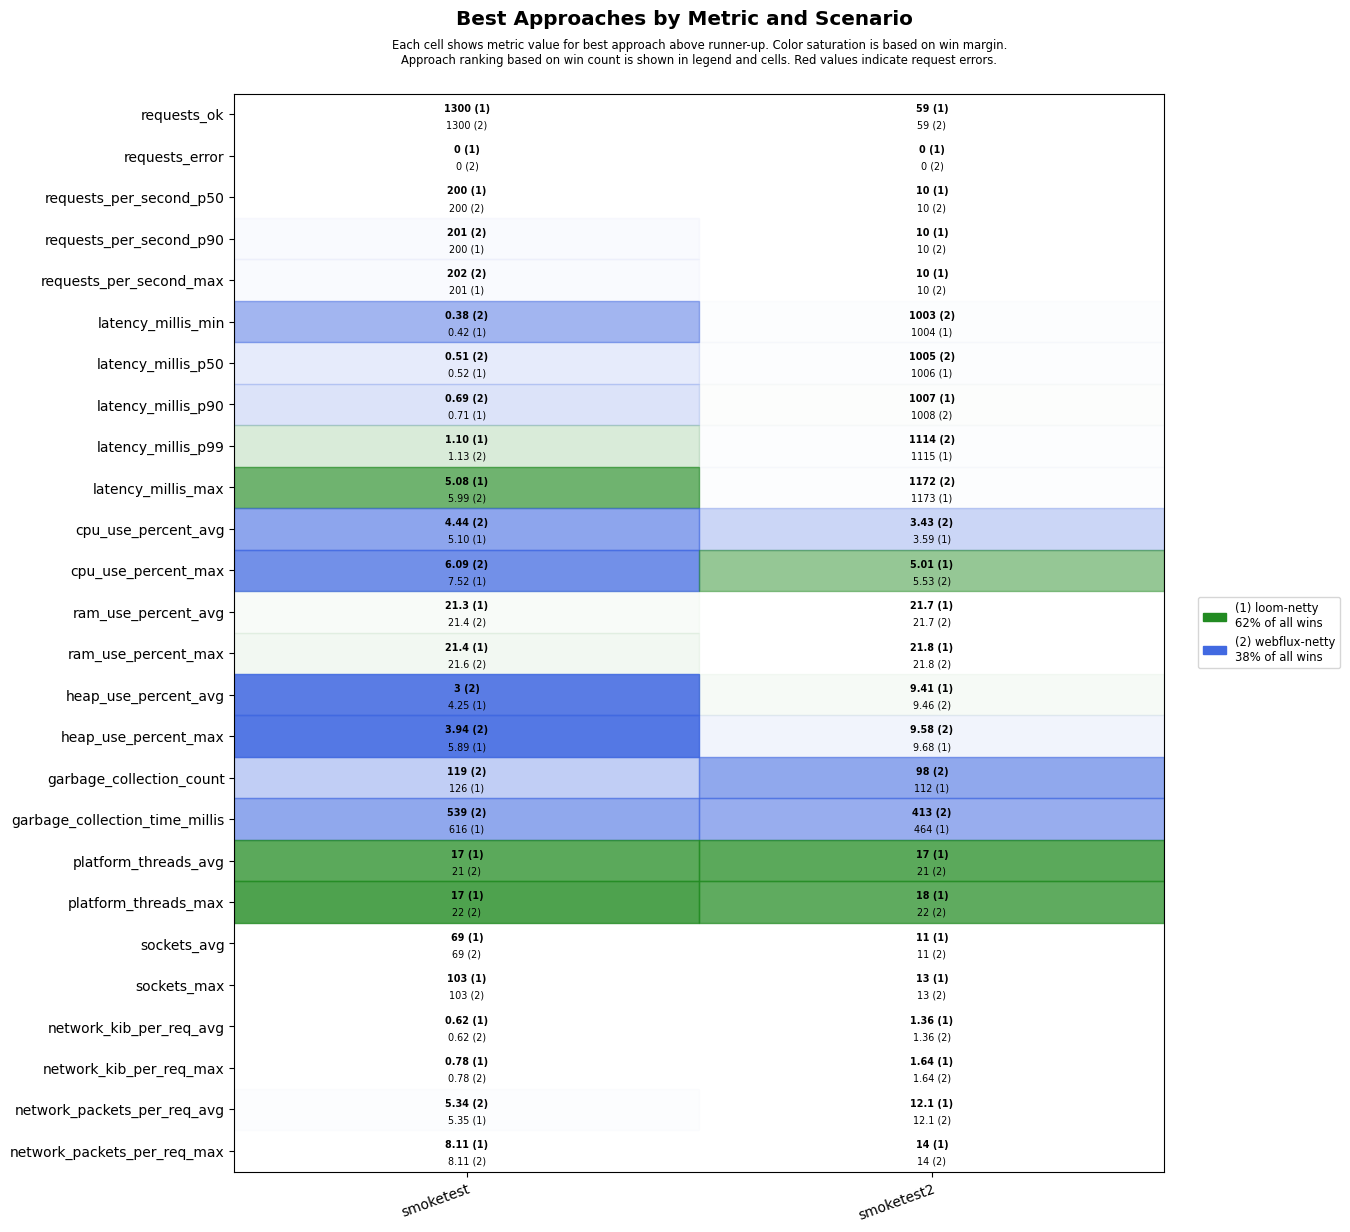 Best Approaches by Metric and Scenario
Each cell shows metric value for best approach above runner-up. Color saturation is based on win margin.
Approach ranking based on win count is shown in legend and cells. Red values indicate request errors.
requests_ok
1300 (1)
1300 (2)
59 (1)
59 (2)
requests_error
0 (1)
0 (2)
0 (1)
0 (2)
requests_per_second_p50
200 (1)
200 (2)
10 (1)
10 (2)
requests_per_second_p90
201 (2)
200 (1)
10 (1)
10 (2)
requests_per_second_max
202 (2)
201 (1)
10 (1)
10 (2)
latency_millis_min
0.38 (2)
0.42 (1)
1003 (2)
1004 (1)
latency_millis_p50
0.51 (2)
0.52 (1)
1005 (2)
1006 (1)
latency_millis_p90
0.69 (2)
0.71 (1)
1007 (1)
1008 (2)
latency_millis_p99
1.10 (1)
1.13 (2)
1114 (2)
1115 (1)
latency_millis_max
5.08 (1)
5.99 (2)
1172 (2)
1173 (1)
cpu_use_percent_avg
4.44 (2)
5.10 (1)
3.43 (2)
3.59 (1)
cpu_use_percent_max
6.09 (2)
7.52 (1)
5.01 (1)
5.53 (2)
ram_use_percent_avg
21.3 (1)
21.4 (2)
21.7 (1)
21.7 (2)
ram_use_percent_max
21.4 (1)
21.6 (2)
21.8 (1)
21.8 (2)
heap_use_percent_avg
3 (2)
4.25 (1)
9.41 (1)
9.46 (2)
heap_use_percent_max
3.94 (2)
5.89 (1)
9.58 (2)
9.68 (1)
garbage_collection_count
119 (2)
126 (1)
98 (2)
112 (1)
garbage_collection_time_millis
539 (2)
616 (1)
413 (2)
464 (1)
platform_threads_avg
17 (1)
21 (2)
17 (1)
21 (2)
platform_threads_max
17 (1)
22 (2)
18 (1)
22 (2)
sockets_avg
69 (1)
69 (2)
11 (1)
11 (2)
sockets_max
103 (1)
103 (2)
13 (1)
13 (2)
network_kib_per_req_avg
0.62 (1)
0.62 (2)
1.36 (1)
1.36 (2)
network_kib_per_req_max
0.78 (1)
0.78 (2)
1.64 (1)
1.64 (2)
network_packets_per_req_avg
5.34 (2)
5.35 (1)
12.1 (1)
12.1 (2)
network_packets_per_req_max
8.11 (1)
8.11 (2)
14 (1)
14 (2)
smoketest
smoketest2
(1) loom-netty
62% of all wins
(2) webflux-netty
38% of all wins